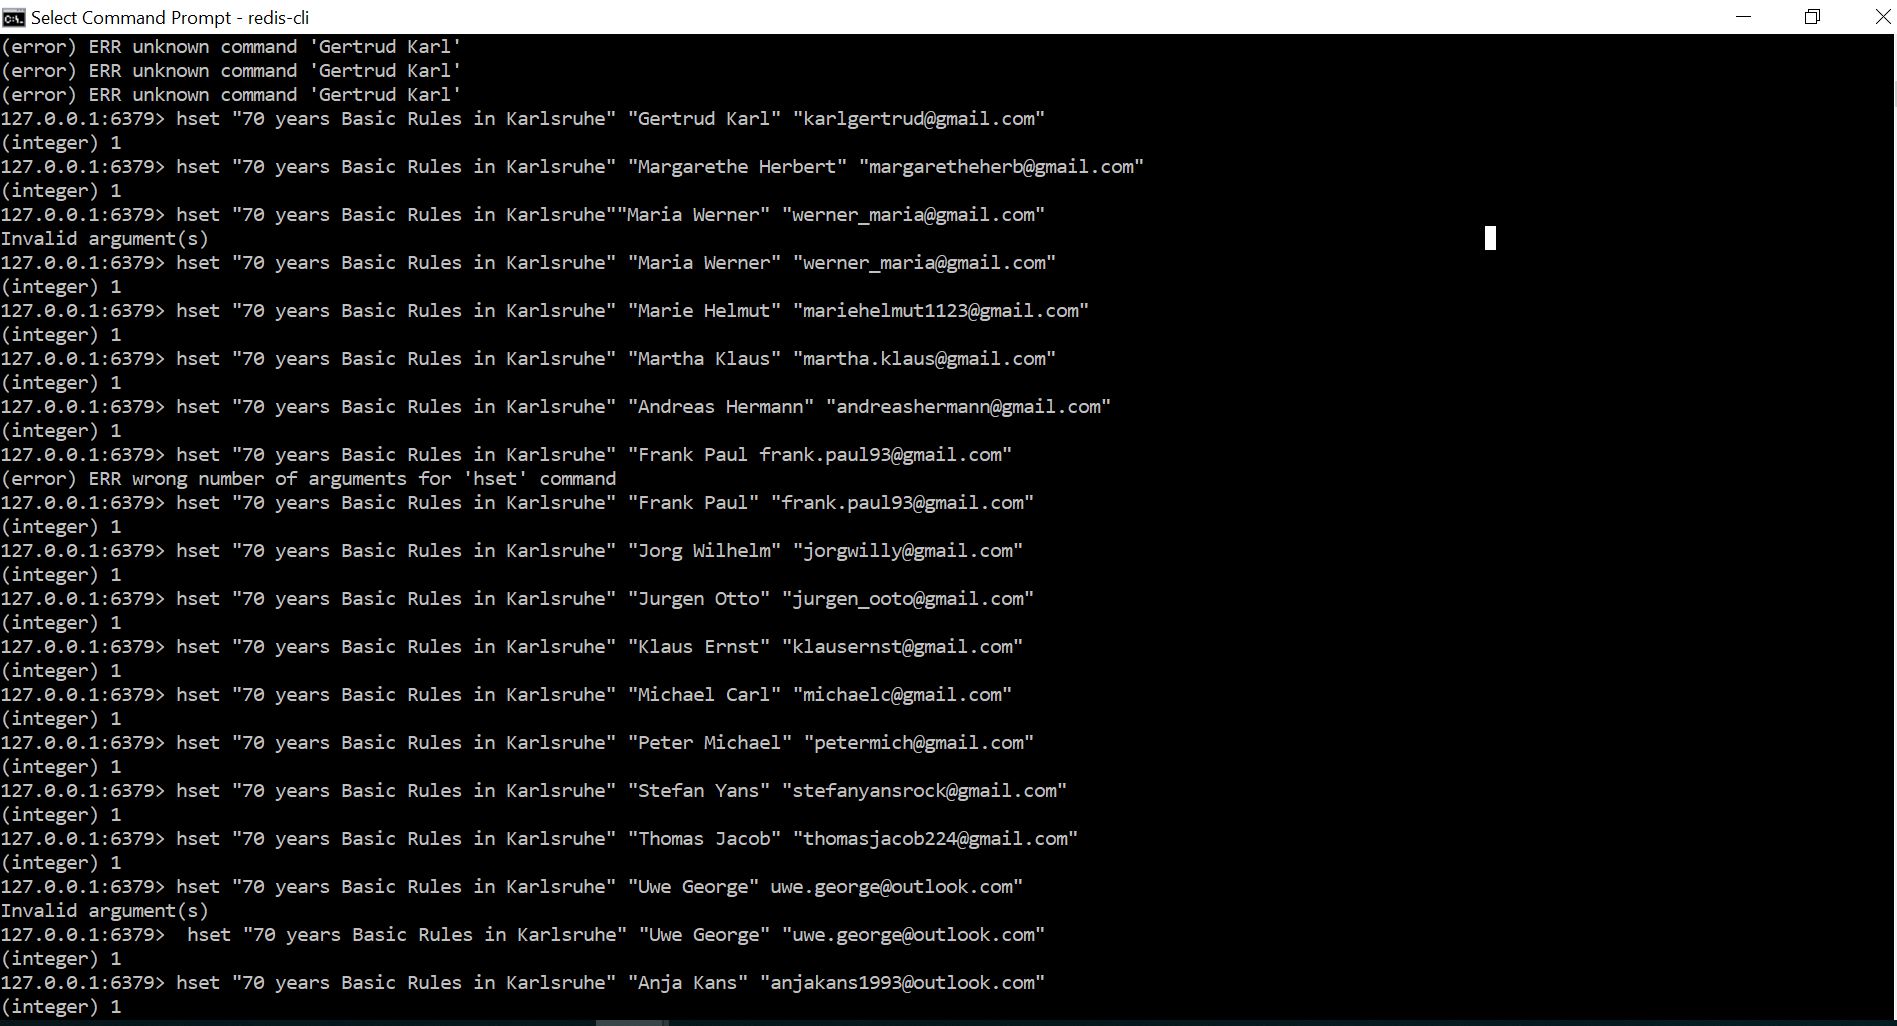 Select Command Prompt - redis-cli
(error) ERR unknown command 'Gertrud Karl'
(error) ERR unknown command 'Gertrud Karl'
(error) ERR unknown command 'Gertrud Karl'
127.0.0.1:6379> hset "70 years Basic Rules in Karlsruhe" "Gertrud Karl" "karlgertrud@gmail.com"
(integer) 1
127.0.0.1:6379> hset "70 years Basic Rules in Karlsruhe" "Margarethe Herbert" "margaretheherb@gmail.com"
(integer) 1
127.0.0.1:6379> hset "70 years Basic Rules in Karlsruhe""Maria Werner" "werner_maria@gmail.com"
Invalid argument(s)
127.0.0.1:6379> hset "70 years Basic Rules in Karlsruhe" "Maria Werner" "werner_maria@gmail.com"
(integer) 1
127.0.0.1:6379> hset "70 years Basic Rules in Karlsruhe" "Marie Helmut" "mariehelmut1123@gmail.com"
(integer) 1
127.0.0.1:6379> hset "70 years Basic Rules in Karlsruhe" "Martha Klaus" "martha.klaus@gmail.com"
(integer) 1
127.0.0.1:6379> hset "70 years Basic Rules in Karlsruhe" "Andreas Hermann" "andreashermann@gmail.com"
(integer) 1
127.0.0.1:6379> hset "70 years Basic Rules in Karlsruhe" "Frank Paul frank.paul93@gmail.com"
(error) ERR wrong number of arguments for 'hset' command
127.0.0.1:6379> hset "70 years Basic Rules in Karlsruhe" "Frank Paul" "frank.paul93@gmail.com"
(integer) 1
127.0.0.1:6379> hset "70 years Basic Rules in Karlsruhe" "Jorg Wilhelm" "jorgwilly@gmail.com"
(integer) 1
127.0.0.1:6379> hset "70 years Basic Rules in Karlsruhe" "Jurgen Otto" "jurgen_ooto@gmail.com"
(integer) 1
127.0.0.1:6379> hset "70 years Basic Rules in Karlsruhe" "Klaus Ernst" "klausernst@gmail.com"
(integer) 1
127.0.0.1:6379> hset "70 years Basic Rules in Karlsruhe" "Michael Carl" "michaelc@gmail.com"
(integer) 1
127.0.0.1:6379> hset "70 years Basic Rules in Karlsruhe" "Peter Michael" "petermich@gmail.com"
(integer) 1
127.0.0.1:6379> hset "70 years Basic Rules in Karlsruhe" "Stefan Yans" "stefanyansrock@gmail.com"
(integer) 1
127.0.0.1:6379> hset "70 years Basic Rules in Karlsruhe" "Thomas Jacob" "thomasjacob224@gmail.com"
(integer) 1
127.0.0.1:6379> hset "70 years Basic Rules in Karlsruhe" "Uwe George" uwe.george@outlook.com"
Invalid argument(s)
127.0.0.1:6379>  hset "70 years Basic Rules in Karlsruhe" "Uwe George" "uwe.george@outlook.com"
(integer) 1
127.0.0.1:6379> hset "70 years Basic Rules in Karlsruhe" "Anja Kans" "anjakans1993@outlook.com"
(integer) 1